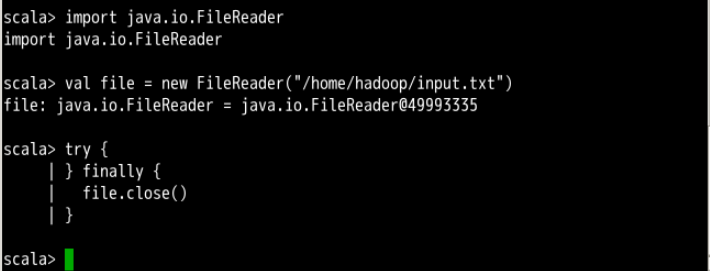 scala> import java.io.FileReader
import java.io.FileReader
scala> val file = new FileReader("/home/hadoop/input.txt")
file: java.io.FileReader = java.io.FileReader@49993335
scala> try {
     | } finally {
     |   file.close()
     | }
scala>